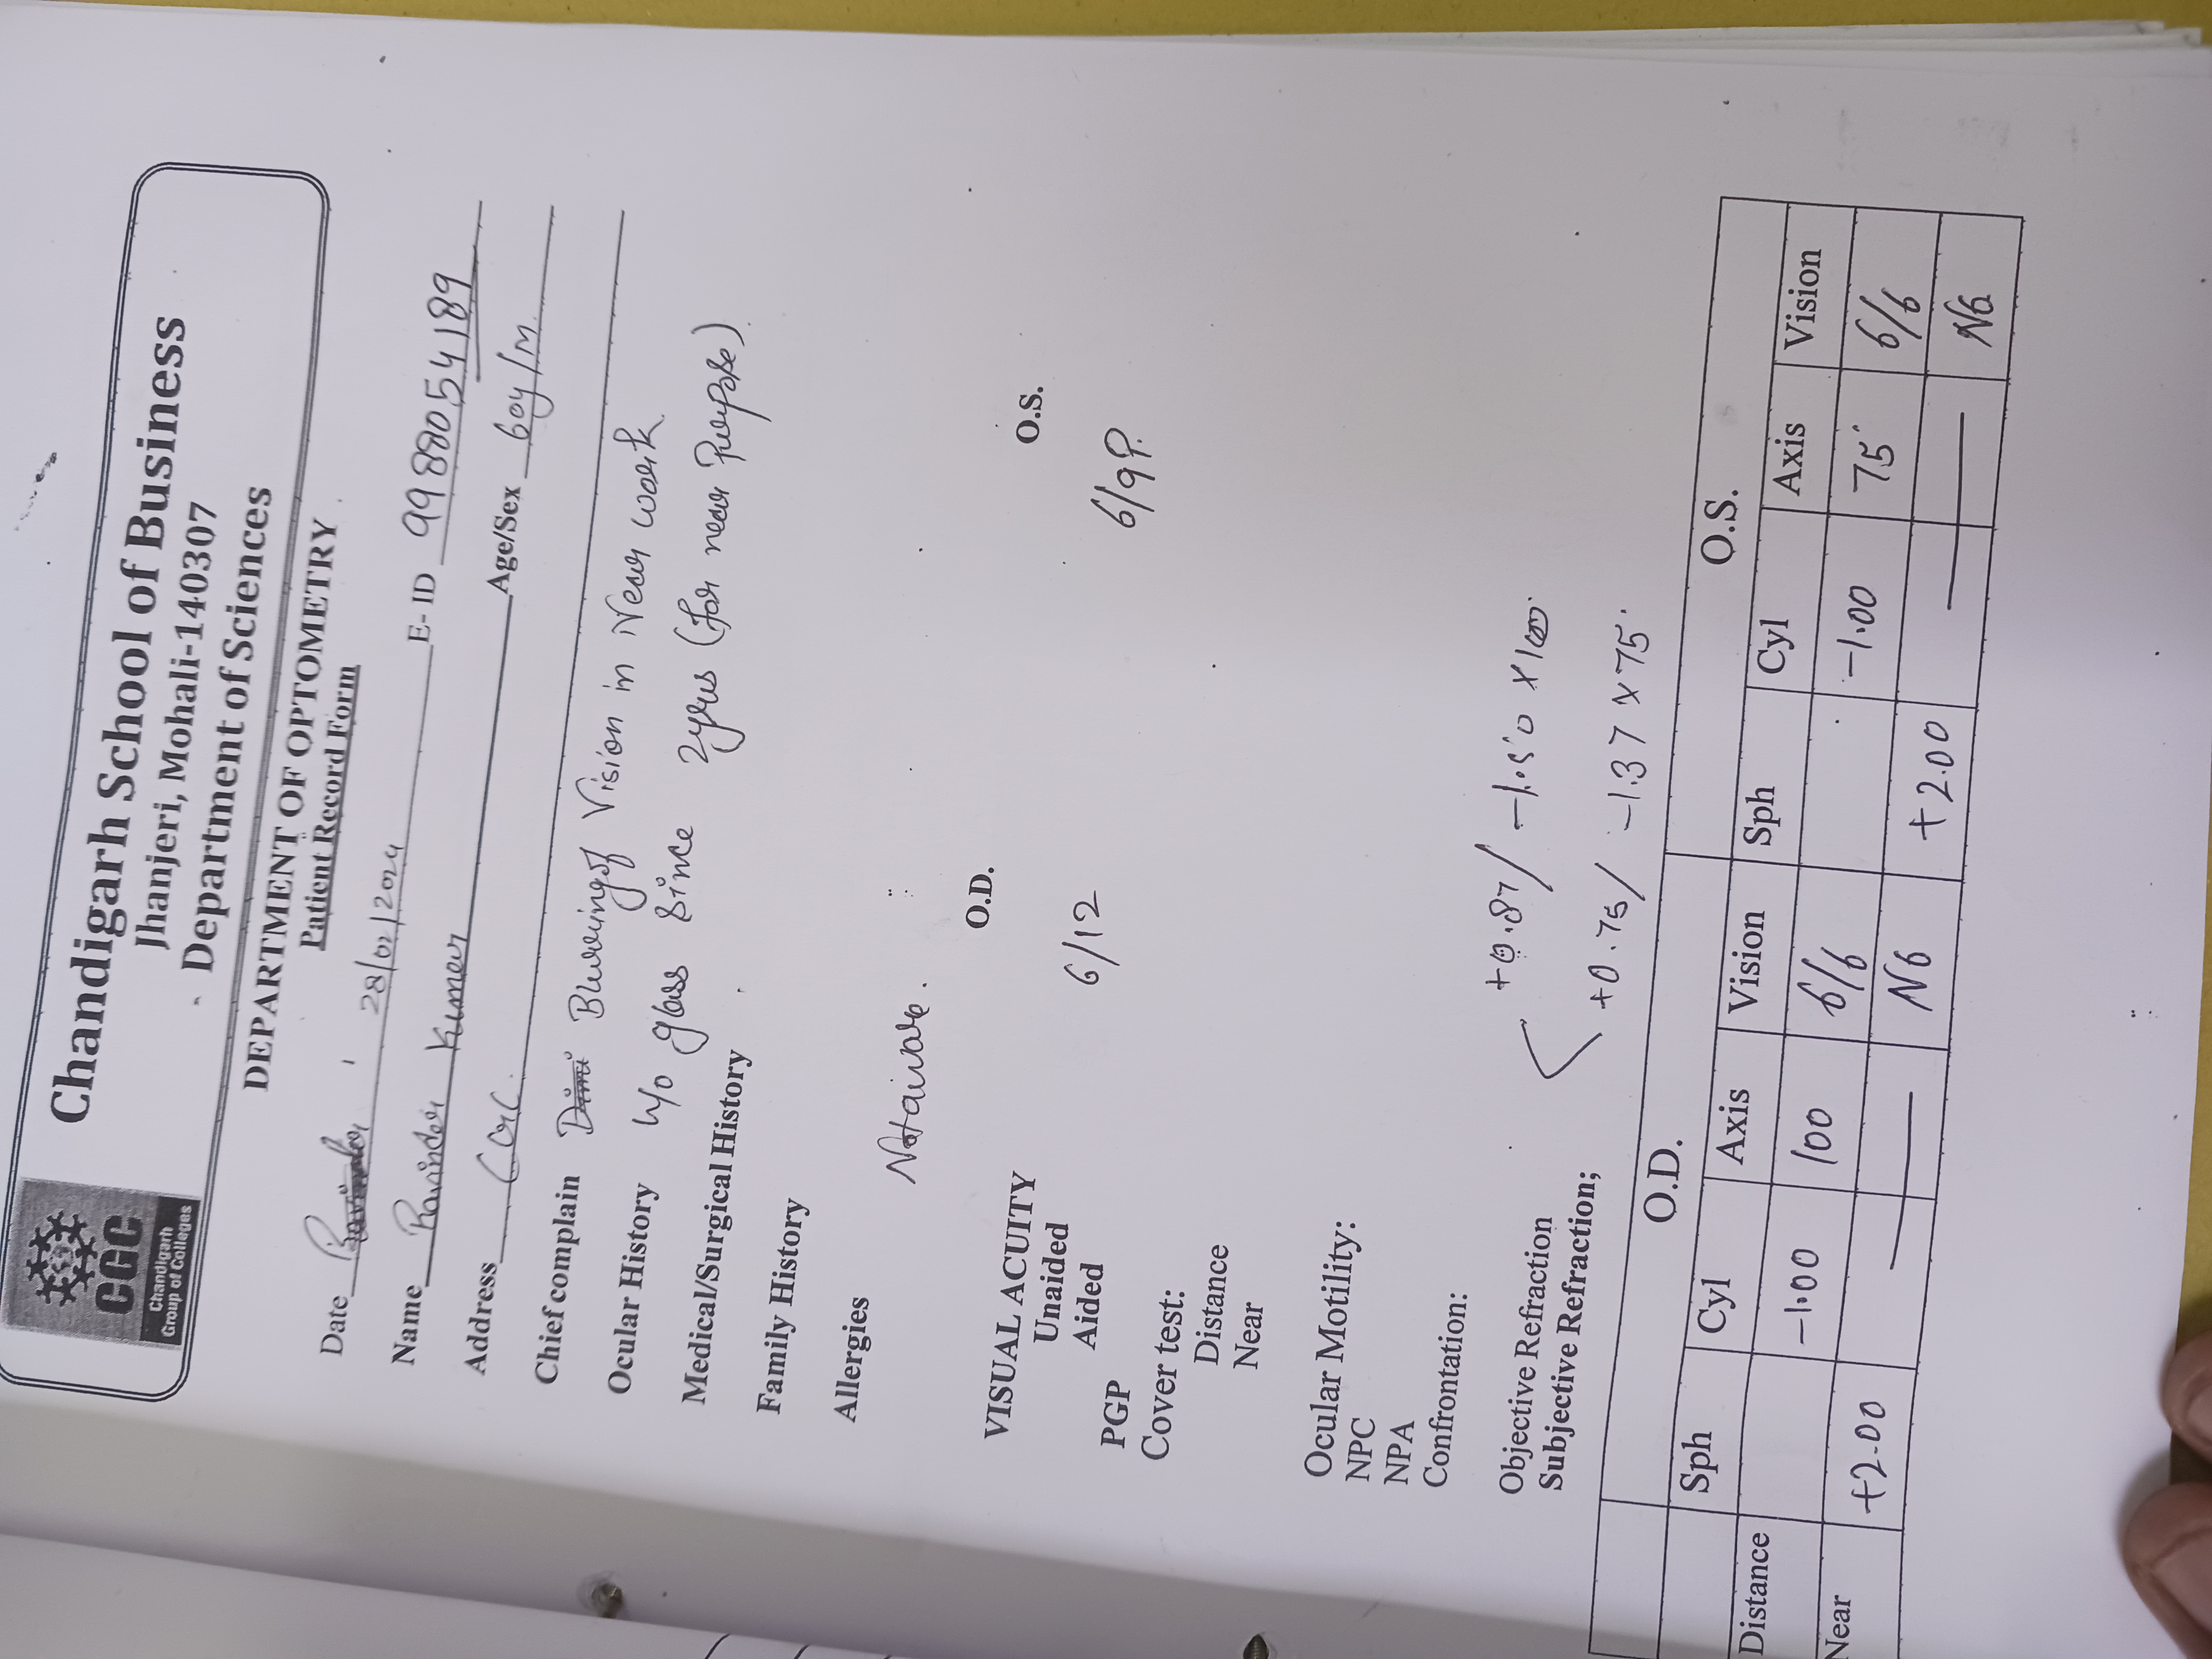 CGC
Chandigarh
Group of Colleges
Chandigarh School of Business
Jhanjeri, Mohali-140307
Department of Sciences
DEPARTMENT OF OPTOMETRY
Patient Record Form
Date 28/02/2024 E- ID 9988054189
Name Ravinder Kumar Age/Sex 60y/M
Address CGC
Chief complain Blurring of Vision in Near work
Ocular History H/o glass since 2 years (for near Purpose)
Medical/Surgical History
Family History
Allergies Not aware.
O.D. O.S.
VISUAL ACUITY
Unaided 6/12 6/9P
Aided
PGP
Cover test:
Distance
Near
Ocular Motility:
NPC
NPA
Confrontation:
Objective Refraction +0.87 / -1.50 x 100°
Subjective Refraction; +0.75 / -1.37 x 75°
O.D. O.S.
Sph Cyl Axis Vision Sph Cyl Axis Vision
Distance -1.00 100 6/6 -1.00 75° 6/6
Near +2.00 — N6 +2.00 — N6